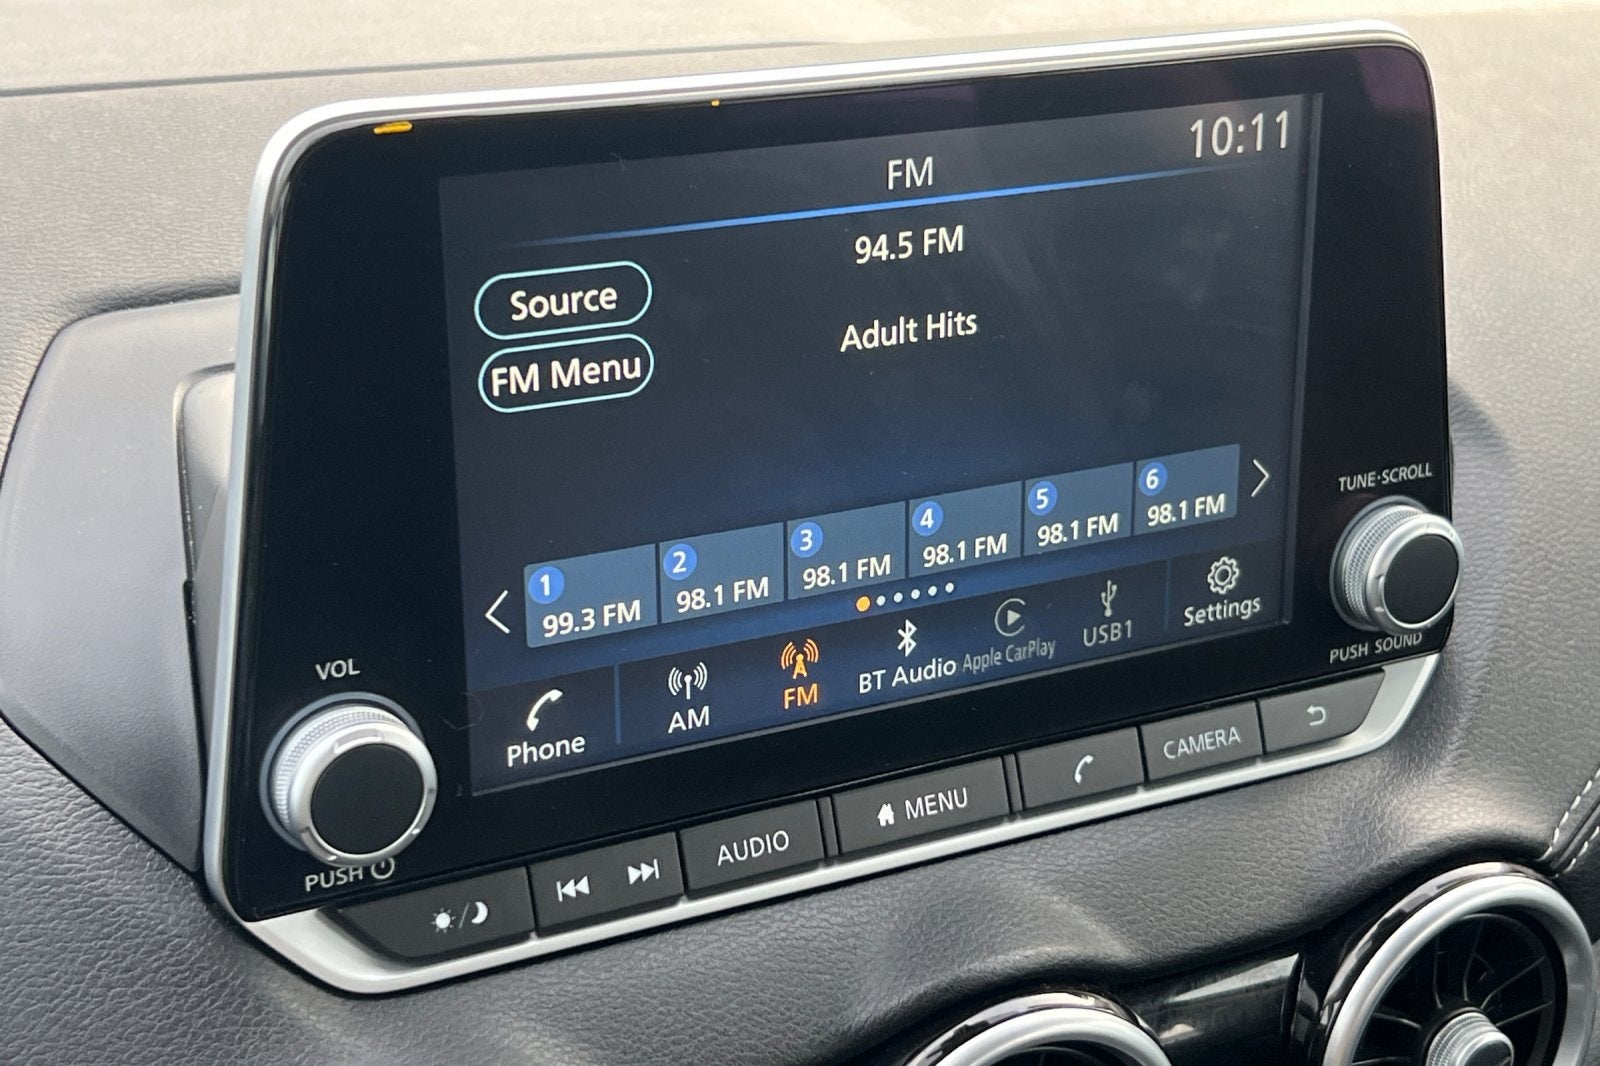 10:11
FM
94.5 FM
Source
Adult Hits
FM Menu
1
99.3 FM
2
98.1 FM
3
98.1 FM
4
98.1 FM
5
98.1 FM
6
98.1 FM
TUNE·SCROLL
PUSH SOUND
Phone
AM
FM
BT Audio
Apple CarPlay
USB1
Settings
VOL
PUSH
AUDIO
MENU
CAMERA